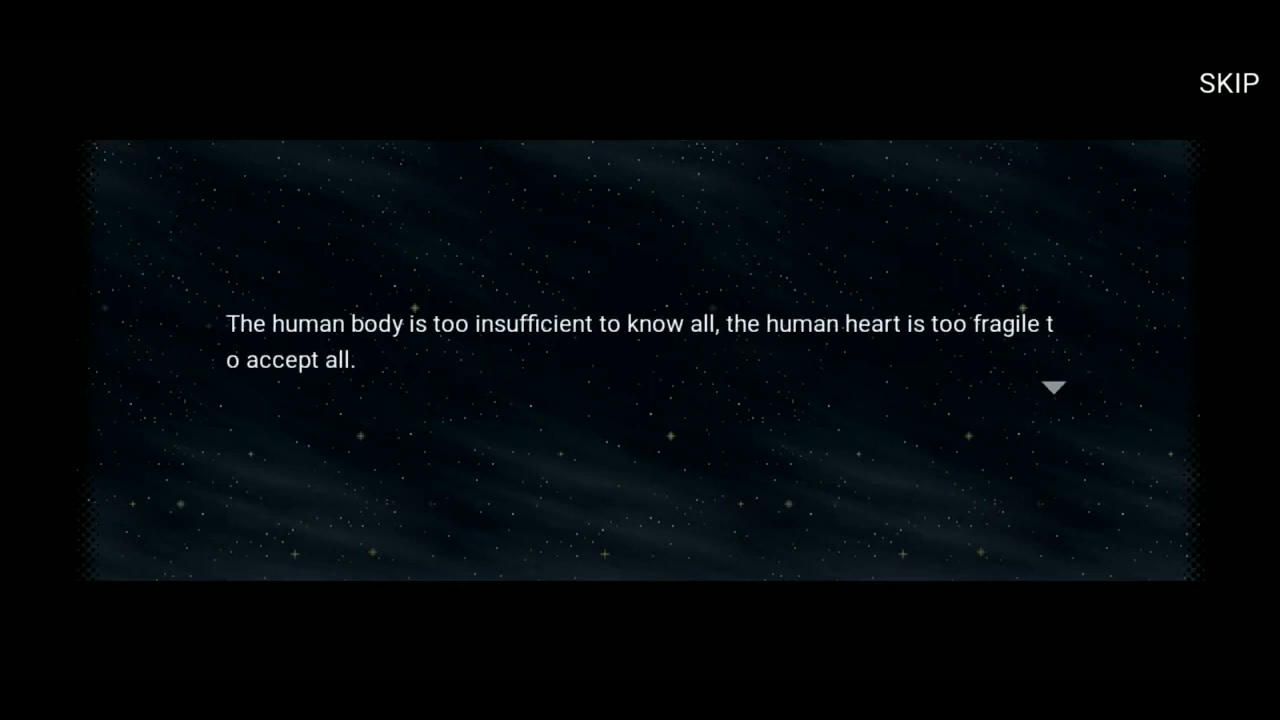 SKIP
The human body is too insufficient to know all, the human heart is too fragile t
o accept all.